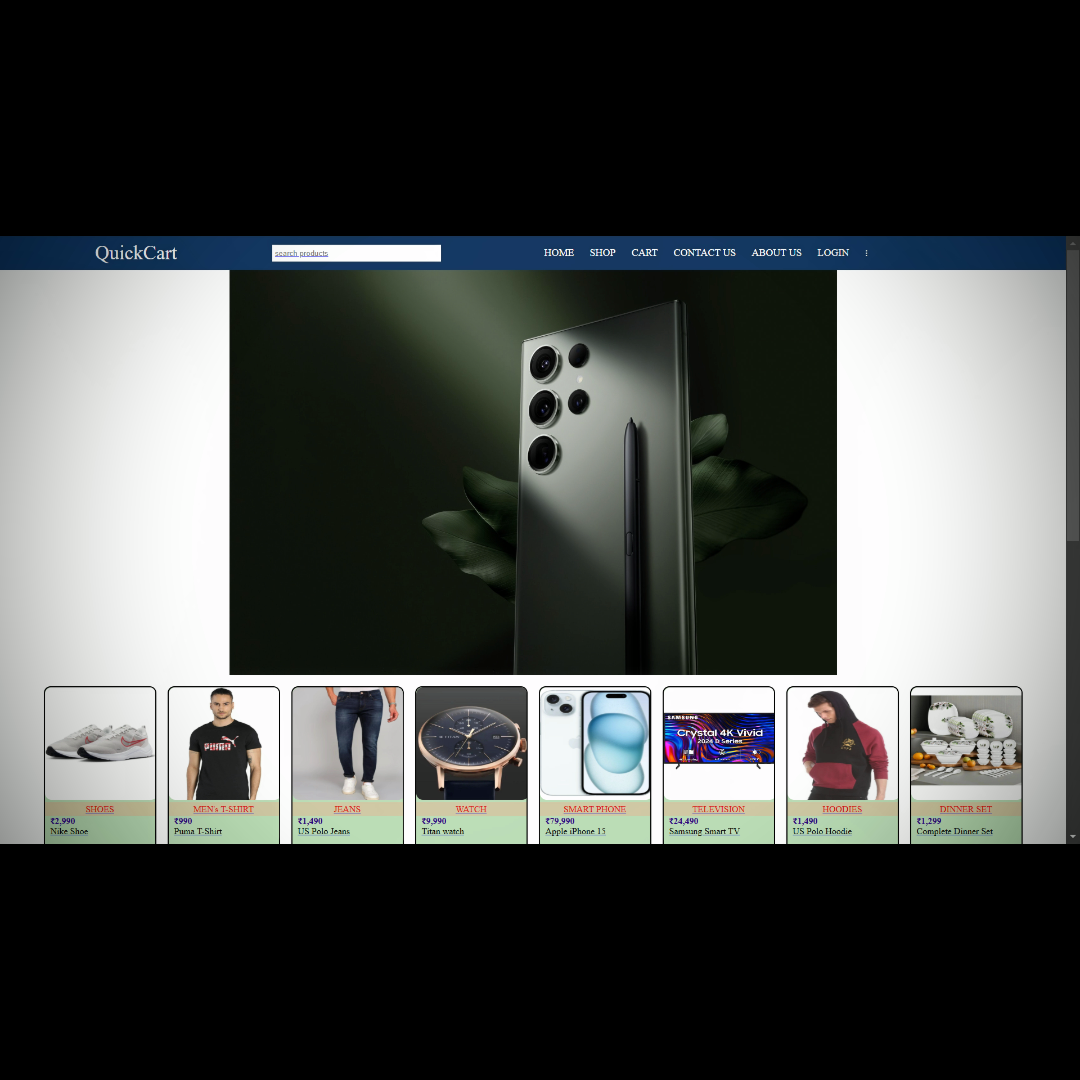 QuickCart
search products
HOME SHOP CART CONTACT US ABOUT US LOGIN
PUMA
SAMSUNG
Crystal 4K Vivid
2024 D Series
SHOES
₹2,990
Nike Shoe
MEN's T-SHIRT
₹990
Puma T-Shirt
JEANS
₹1,490
US Polo Jeans
WATCH
₹9,990
Titan watch
SMART PHONE
₹79,990
Apple iPhone 15
TELEVISION
₹24,490
Samsung Smart TV
HOODIES
₹1,490
US Polo Hoodie
DINNER SET
₹1,299
Complete Dinner Set